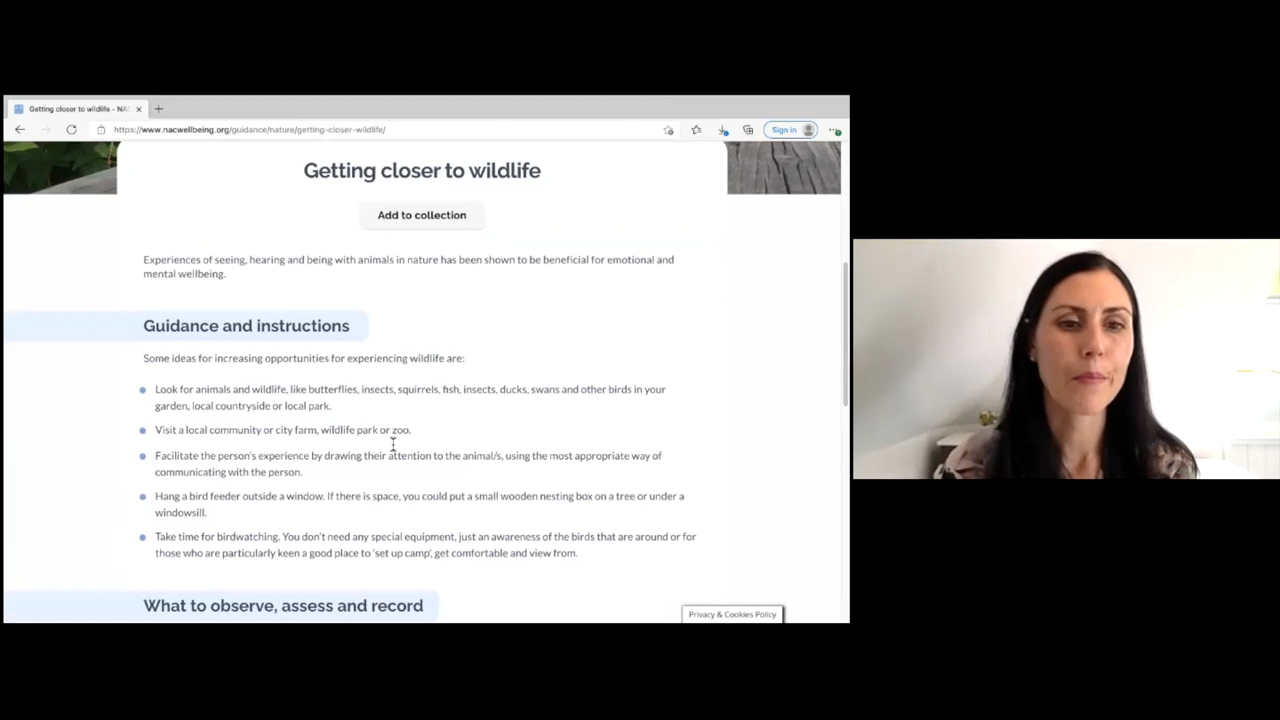 Getting closer to wildlife - NAC
https://www.nacwellbeing.org/guidance/nature/getting-closer-wildlife/
Sign in
Getting closer to wildlife
Add to collection
Experiences of seeing, hearing and being with animals in nature has been shown to be beneficial for emotional and
mental wellbeing.
Guidance and instructions
Some ideas for increasing opportunities for experiencing wildlife are:
Look for animals and wildlife, like butterflies, insects, squirrels, fish, insects, ducks, swans and other birds in your
garden, local countryside or local park.
Visit a local community or city farm, wildlife park or zoo.
Facilitate the person's experience by drawing their attention to the animal/s, using the most appropriate way of
communicating with the person.
Hang a bird feeder outside a window. If there is space, you could put a small wooden nesting box on a tree or under a
windowsill.
Take time for birdwatching. You don't need any special equipment, just an awareness of the birds that are around or for
those who are particularly keen a good place to 'set up camp', get comfortable and view from.
What to observe, assess and record
Privacy & Cookies Policy